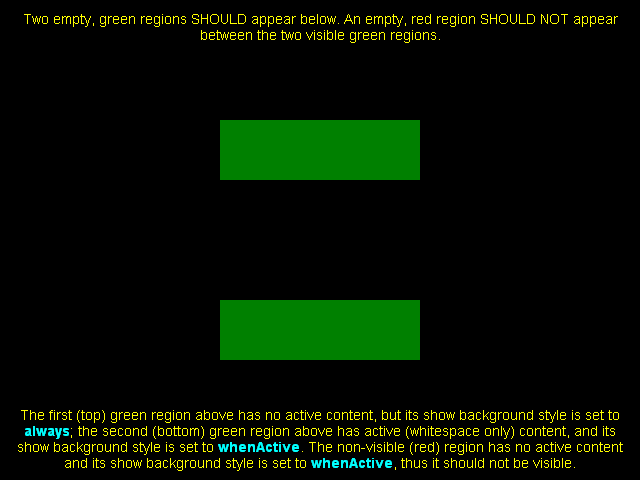 Two empty, green regions SHOULD appear below. An empty, red region SHOULD NOT appear
between the two visible green regions.
The first (top) green region above has no active content, but its show background style is set to
always; the second (bottom) green region above has active (whitespace only) content, and its
show background style is set to whenActive. The non-visible (red) region has no active content
and its show background style is set to whenActive, thus it should not be visible.